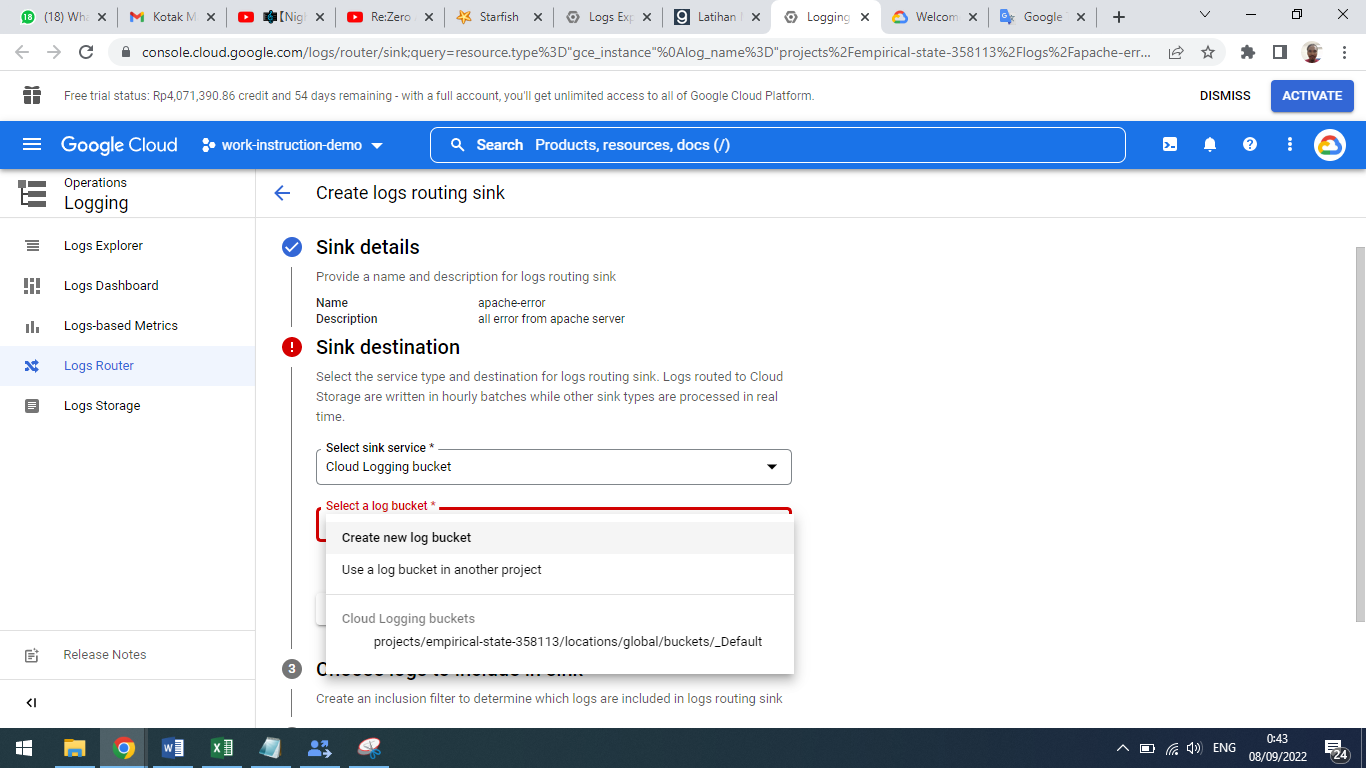 (18) Wha
Kotak M
【Nig
Re:Zero
Starfish
Logs Exp
Latihan
Logging
Welcom
Google
console.cloud.google.com/logs/router/sink;query=resource.type%3D"gce_instance"%0Alog_name%3D"projects%2Fempirical-state-358113%2Flogs%2Fapache-err...
Free trial status: Rp4,071,390.86 credit and 54 days remaining - with a full account, you'll get unlimited access to all of Google Cloud Platform.
DISMISS
ACTIVATE
Google Cloud
work-instruction-demo
Search Products, resources, docs (/)
Operations
Logging
Create logs routing sink
Logs Explorer
Logs Dashboard
Logs-based Metrics
Logs Router
Logs Storage
Release Notes
Sink details
Provide a name and description for logs routing sink
Name apache-error
Description all error from apache server
Sink destination
Select the service type and destination for logs routing sink. Logs routed to Cloud
Storage are written in hourly batches while other sink types are processed in real
time.
Select sink service *
Cloud Logging bucket
Select a log bucket *
Create new log bucket
Use a log bucket in another project
Cloud Logging buckets
projects/empirical-state-358113/locations/global/buckets/_Default
3 Choose logs to include in sink
Create an inclusion filter to determine which logs are included in logs routing sink
ENG
0:43
08/09/2022
24